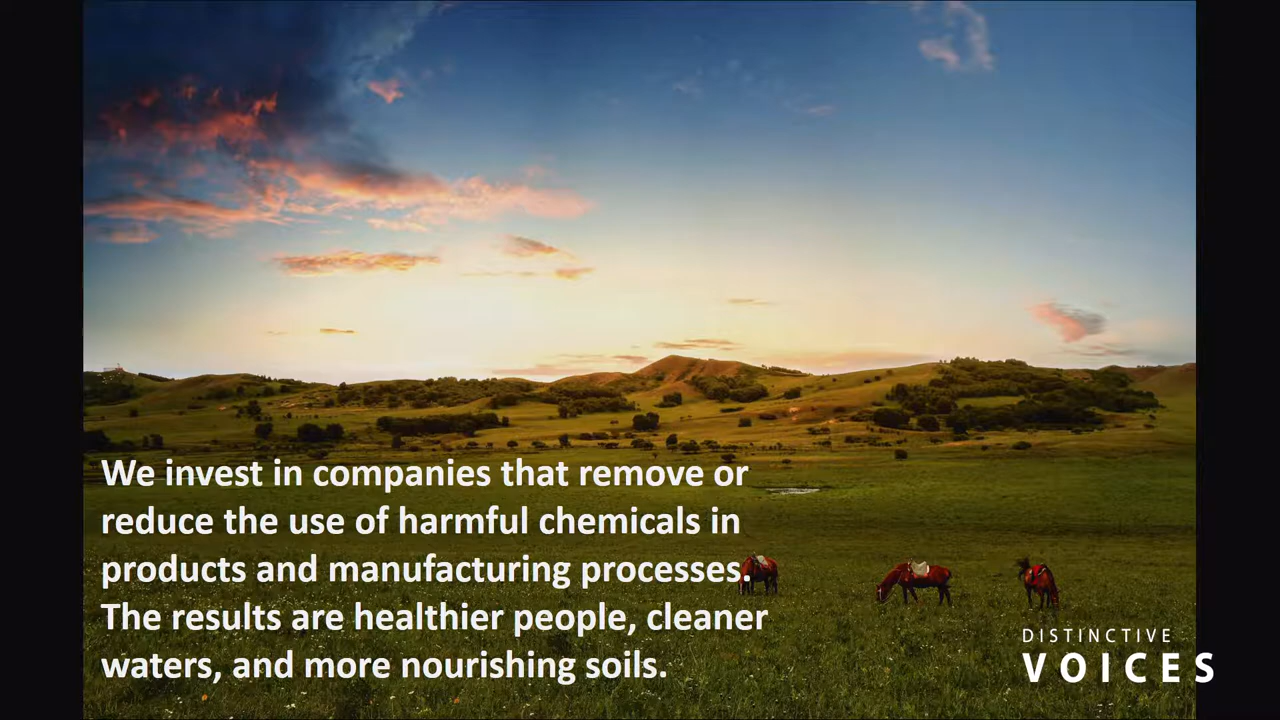 We invest in companies that remove or
reduce the use of harmful chemicals in
products and manufacturing processes.
The results are healthier people, cleaner
waters, and more nourishing soils.
DISTINCTIVE
VOICES